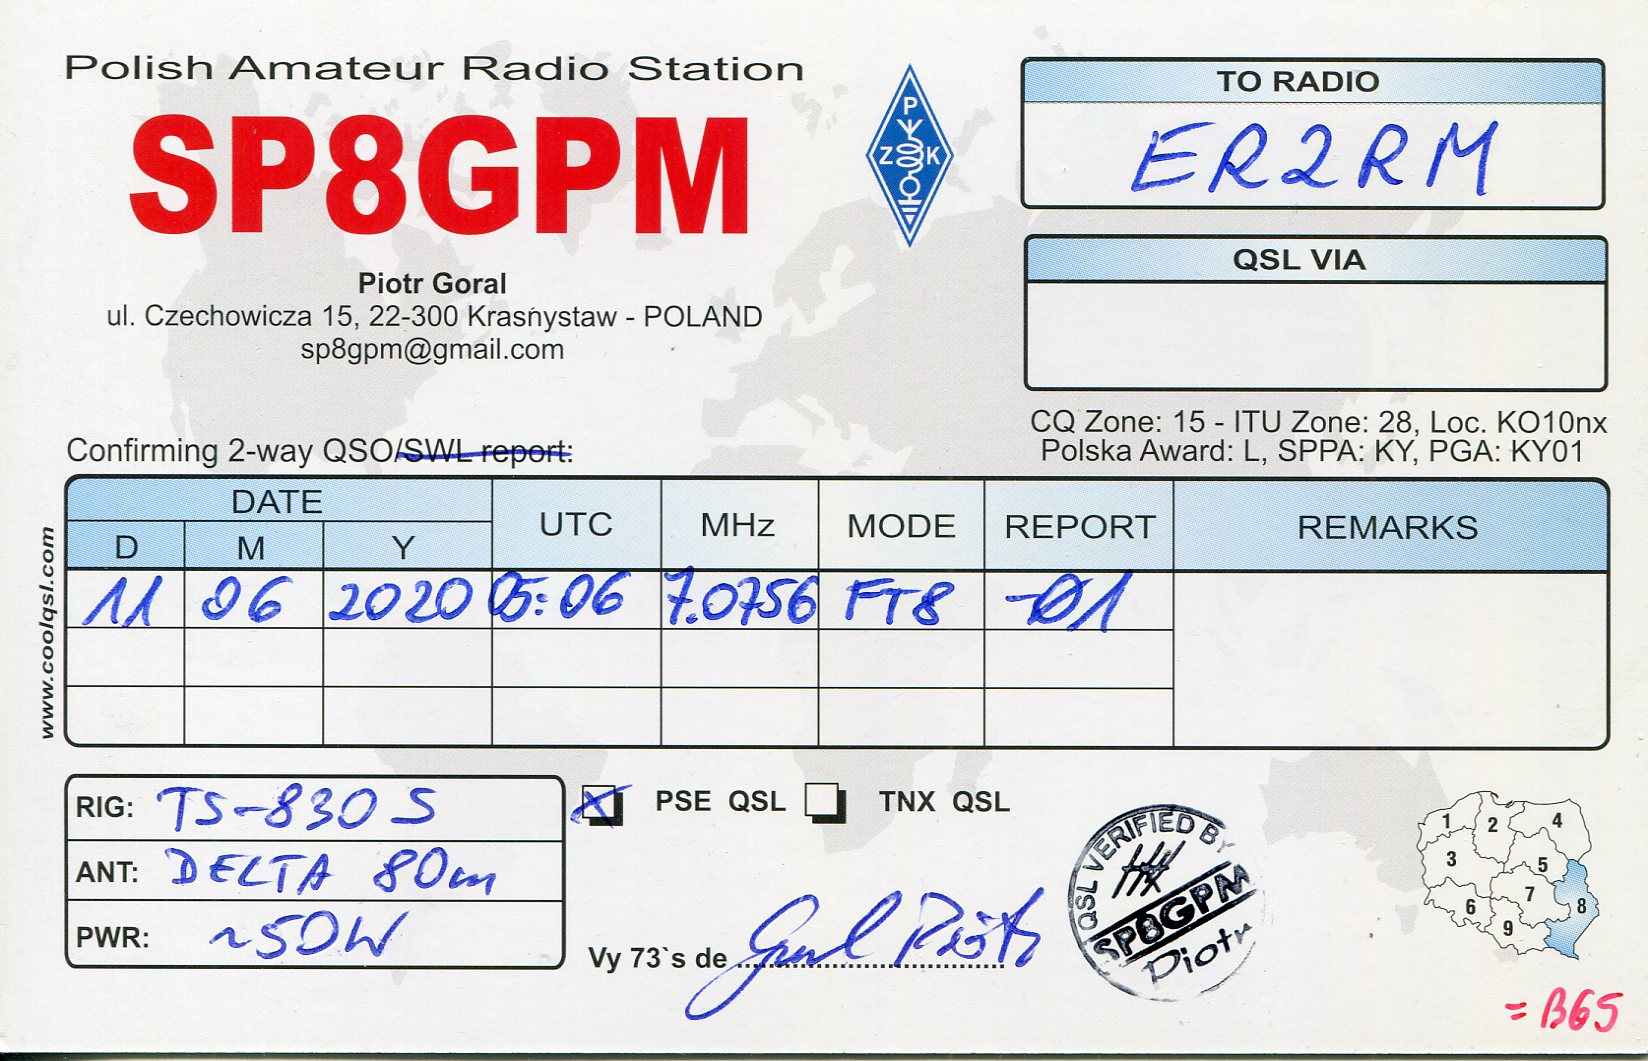 Polish Amateur Radio Station
SP8GPM
Piotr Goral
ul. Czechowicza 15, 22-300 Krasnystaw - POLAND
sp8gpm@gmail.com
P
Z K
TO RADIO
ER2RM
QSL VIA
CQ Zone: 15 - ITU Zone: 28, Loc. KO10nx
Polska Award: L, SPPA: KY, PGA: KY01
Confirming 2-way QSO/SWL report:
DATE UTC MHz MODE REPORT REMARKS
D M Y
11 06 2020 05:06 7.0756 FT8 -01
www.coolqsl.com
RIG: TS-830S
ANT: DELTA 80m
PWR: ~50W
PSE QSL TNX QSL
Vy 73`s de Goral Piotr
QSL VERIFIED BY
SP8GPM
Piotr
1 2 4
3 5
6 7 8
9
= B65